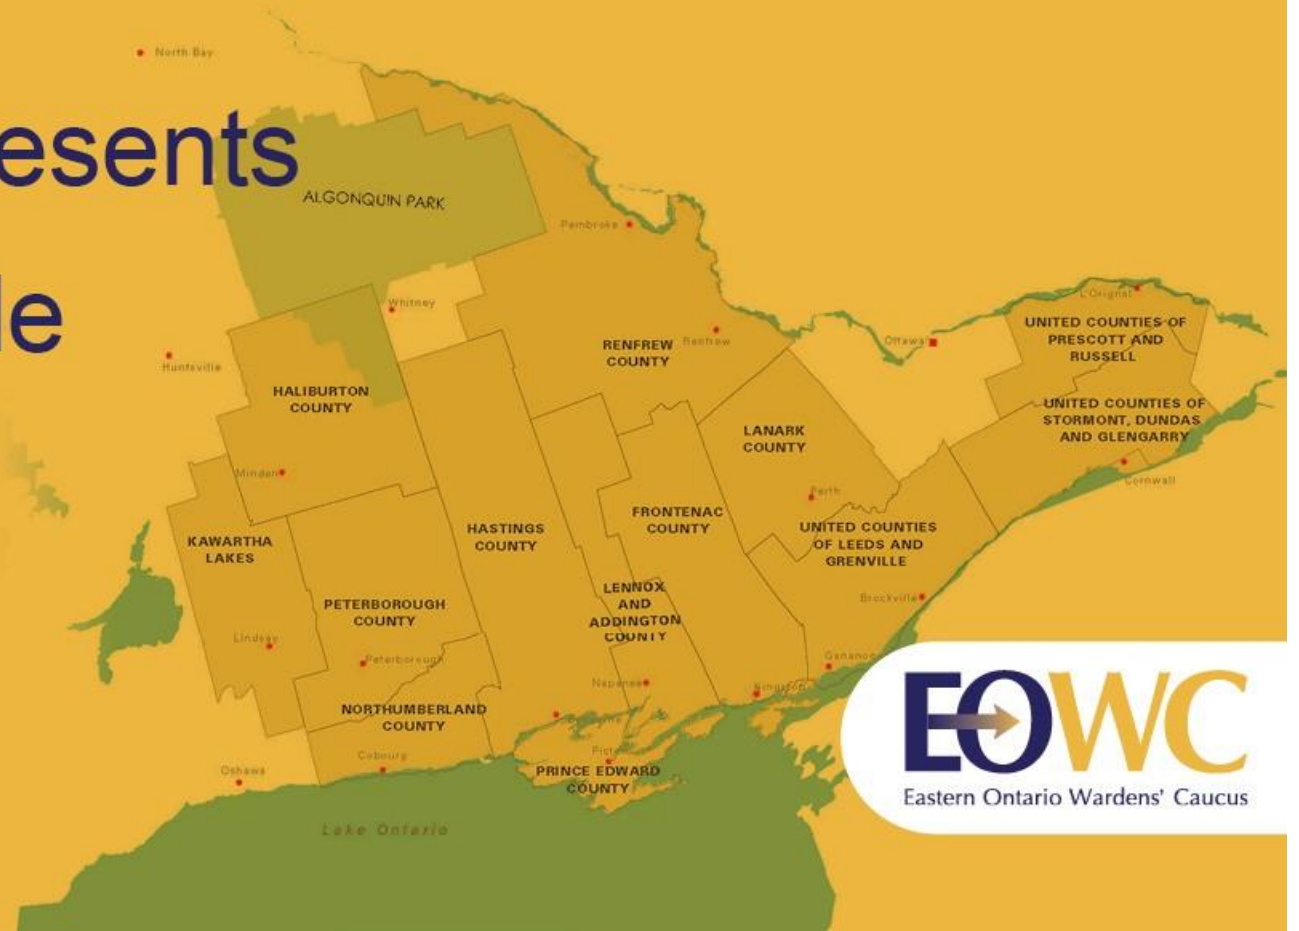 North Bay
esents
ALGONQUIN PARK
Pembroke
le
Whitney
L'Orignal
UNITED COUNTIES OF
PRESCOTT AND
RUSSELL
Huntsville
RENFREW
COUNTY
Renfrew
Ottawa
HALIBURTON
COUNTY
UNITED COUNTIES OF
STORMONT, DUNDAS
AND GLENGARRY
LANARK
COUNTY
Minden
Perth
Cornwall
KAWARTHA
LAKES
HASTINGS
COUNTY
FRONTENAC
COUNTY
UNITED COUNTIES
OF LEEDS AND
GRENVILLE
PETERBOROUGH
COUNTY
LENNOX
AND
ADDINGTON
COUNTY
Brockville
Lindsay
Peterborough
Napanee
Kingston
NORTHUMBERLAND
COUNTY
Cobourg
Oshawa
PRINCE EDWARD
COUNTY
Lake Ontario
EOWC
Eastern Ontario Wardens' Caucus